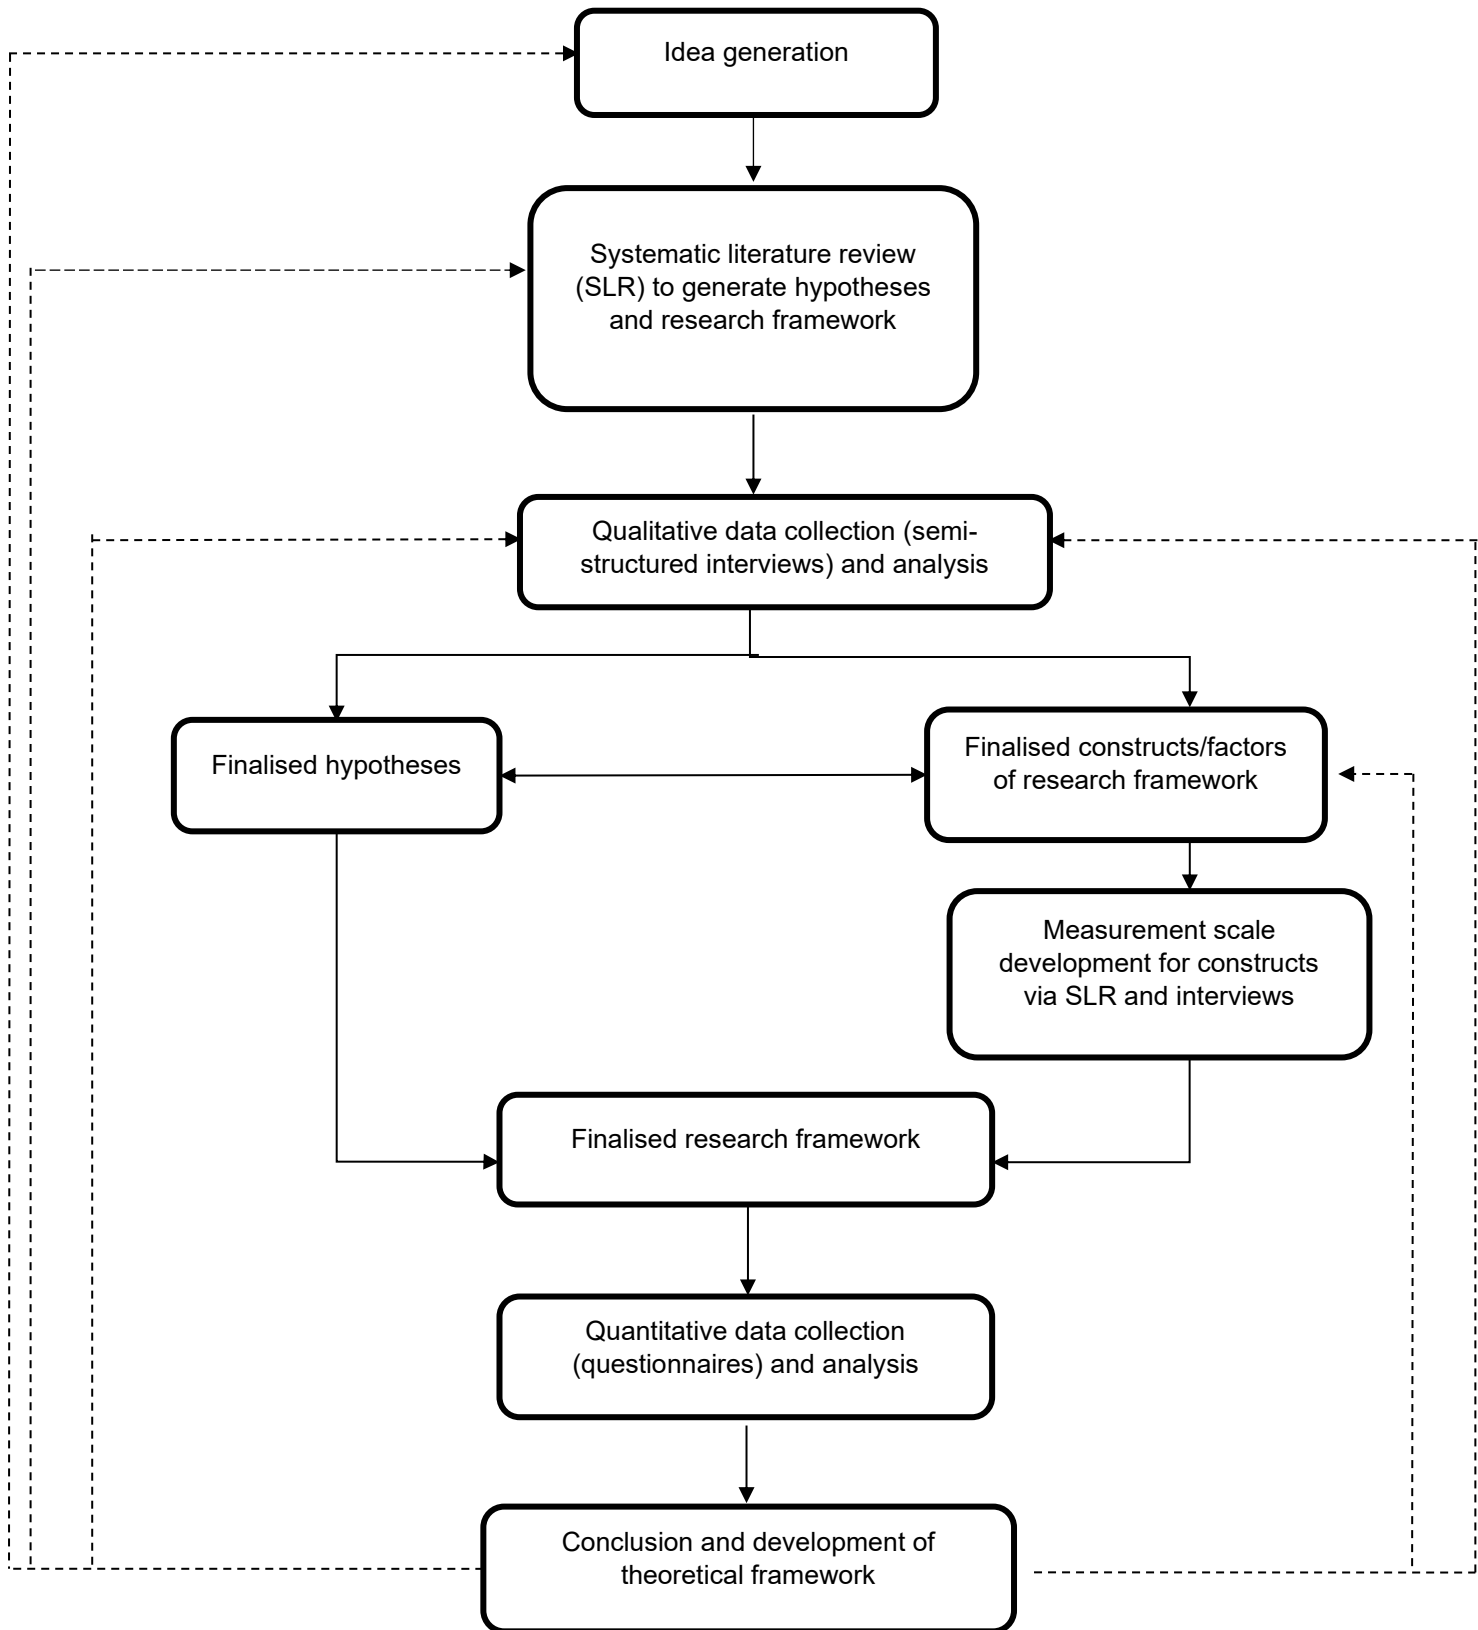 Idea generation
Systematic literature review
(SLR) to generate hypotheses
and research framework
Qualitative data collection (semi-
structured interviews) and analysis
Finalised hypotheses
Finalised constructs/factors
of research framework
Measurement scale
development for constructs
via SLR and interviews
Finalised research framework
Quantitative data collection
(questionnaires) and analysis
Conclusion and development of
theoretical framework